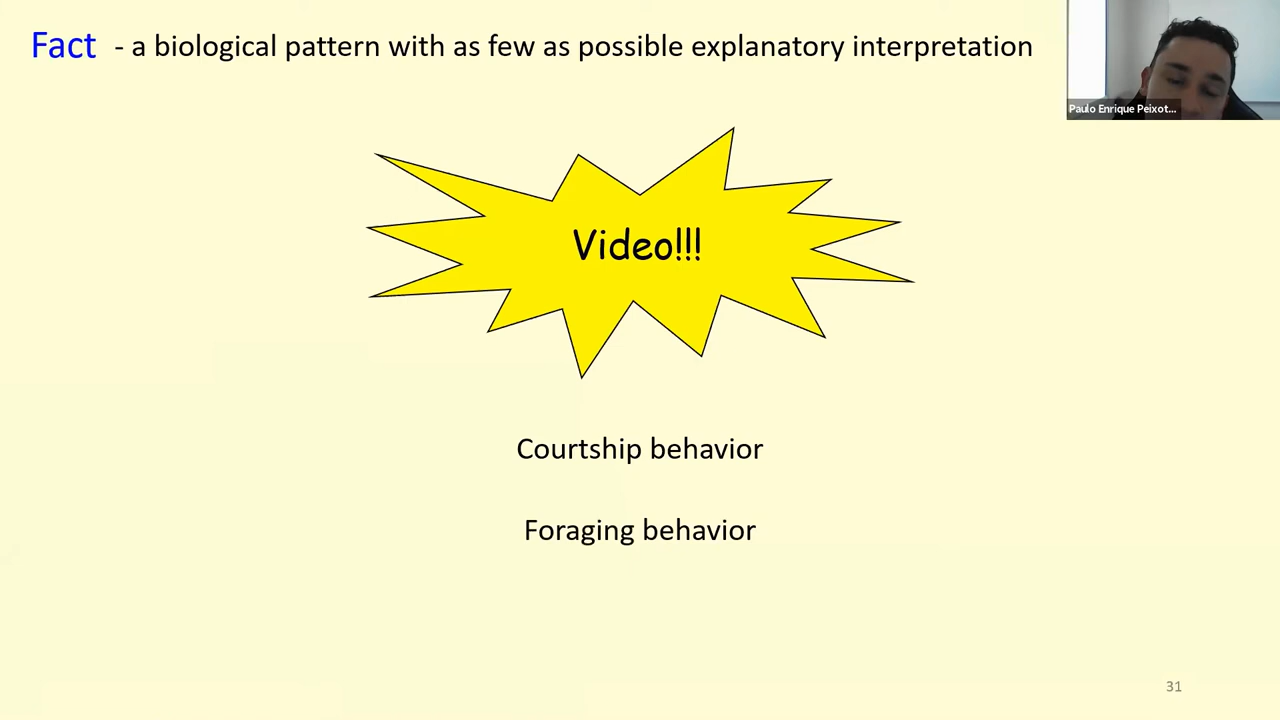 Fact - a biological pattern with as few as possible explanatory interpretation
Paulo Enrique Peixot...
Video!!!
Courtship behavior
Foraging behavior
31